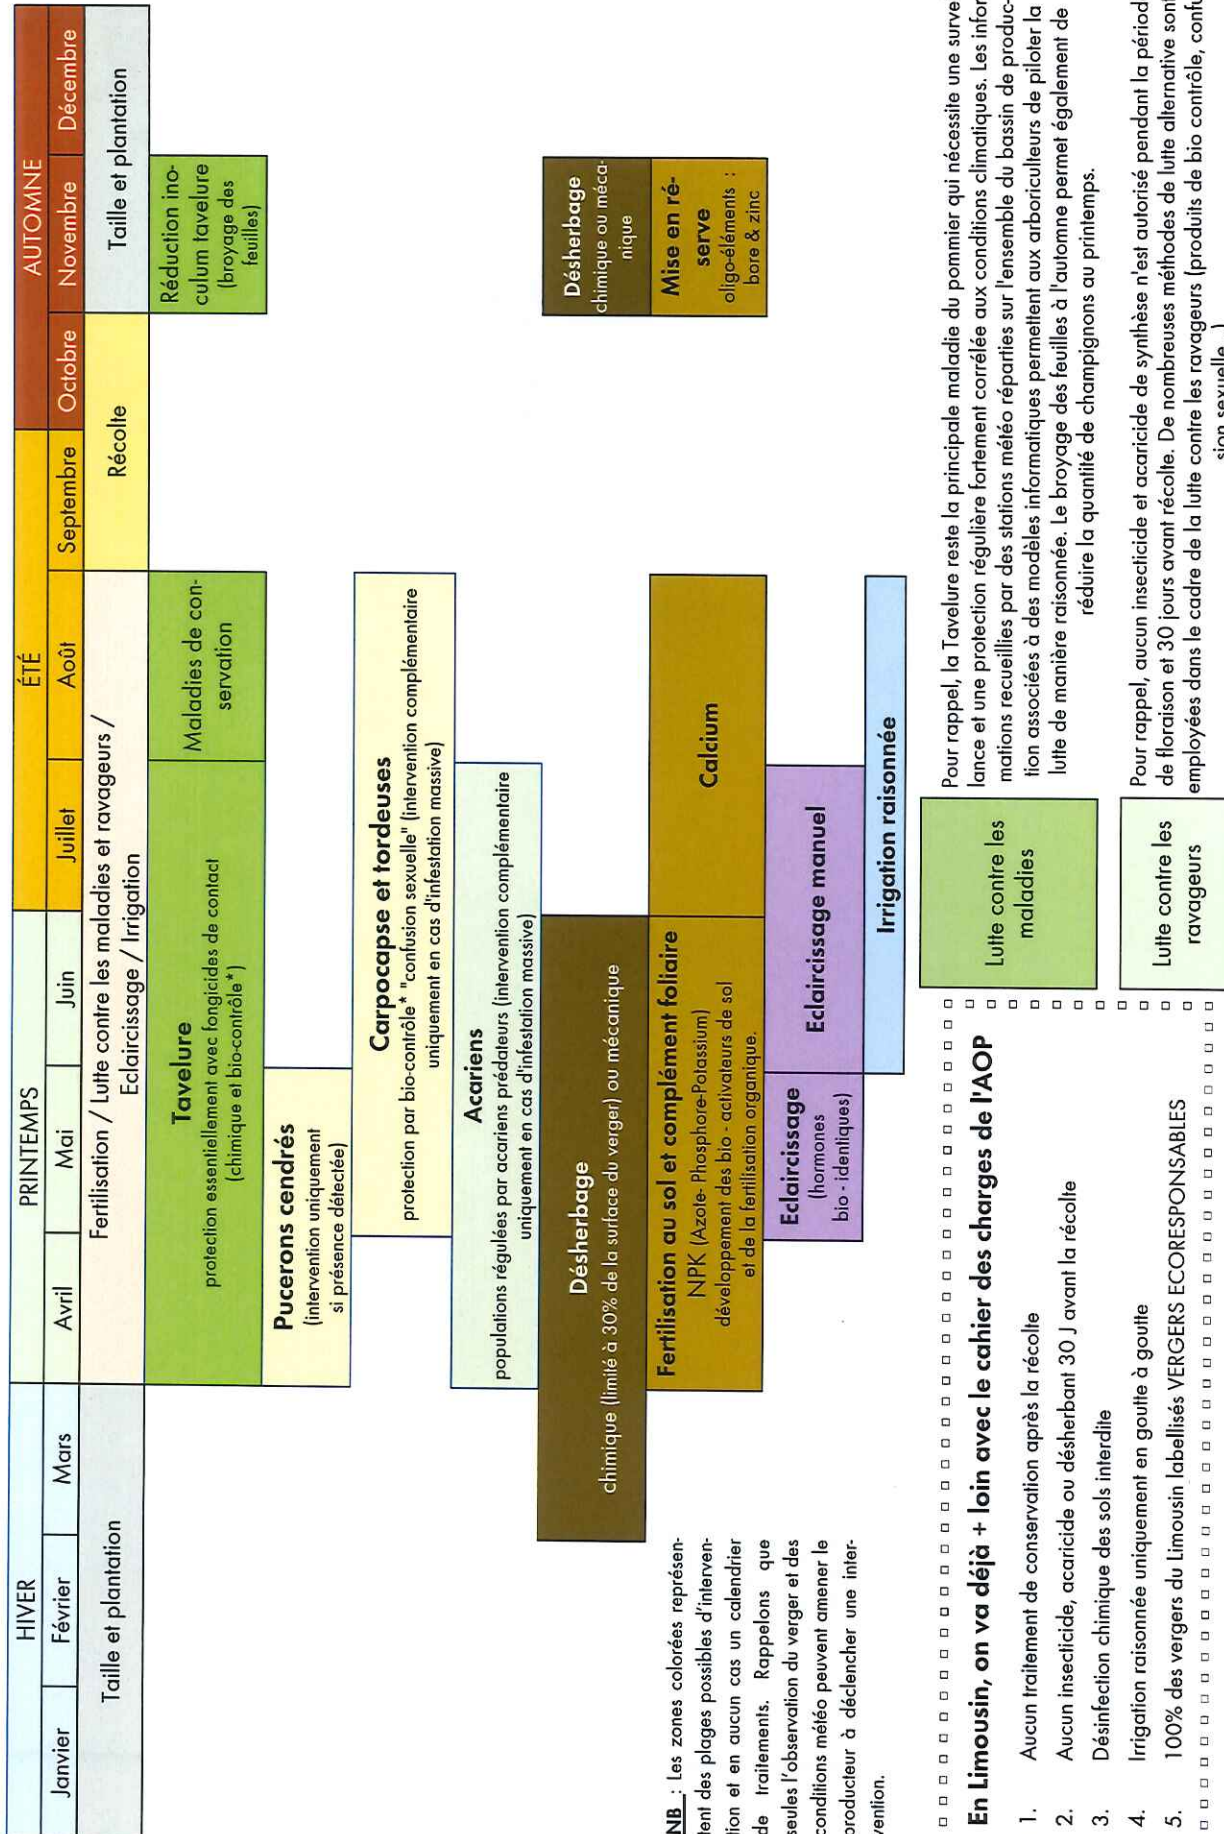 HIVER
PRINTEMPS
ÉTÉ
AUTOMNE
Janvier
Février
Mars
Avril
Mai
Juin
Juillet
Août
Septembre
Octobre
Novembre
Décembre
Taille et plantation
Fertilisation / Lutte contre les maladies et ravageurs /
Eclaircissage / Irrigation
Récolte
Taille et plantation
Tavelure
protection essentiellement avec fongicides de contact
(chimique et bio-contrôle*)
Maladies de con-
servation
Réduction ino-
culum tavelure
(broyage des
feuilles)
Pucerons cendrés
(intervention uniquement
si présence détectée)
Carpocapse et tordeuses
protection par bio-contrôle* "confusion sexuelle" (intervention complémentaire
uniquement en cas d'infestation massive)
Acariens
populations régulées par acariens prédateurs (intervention complémentaire
uniquement en cas d'infestation massive)
Désherbage
chimique (limité à 30% de la surface du verger) ou mécanique
Désherbage
chimique ou méca-
nique
Fertilisation au sol et complément foliaire
NPK (Azote- Phosphore-Potassium)
développement des bio - activateurs de sol
et de la fertilisation organique.
Calcium
Mise en ré-
serve
oligo-éléments :
bore & zinc
Eclaircissage
(hormones
bio - identiques)
Eclaircissage manuel
Irrigation raisonnée
NB : Les zones colorées représen-
tent des plages possibles d'interven-
tion et en aucun cas un calendrier
de traitements. Rappelons que
seules l'observation du verger et des
conditions météo peuvent amener le
producteur à déclencher une inter-
vention.
En Limousin, on va déjà + loin avec le cahier des charges de l'AOP
1. Aucun traitement de conservation après la récolte
2. Aucun insecticide, acaricide ou désherbant 30 J avant la récolte
3. Désinfection chimique des sols interdite
4. Irrigation raisonnée uniquement en goutte à goutte
5. 100% des vergers du Limousin labellisés VERGERS ECORESPONSABLES
Lutte contre les
maladies
Pour rappel, la Tavelure reste la principale maladie du pommier qui nécessite une surve
lance et une protection régulière fortement corrélée aux conditions climatiques. Les infor
mations recueillies par des stations météo réparties sur l'ensemble du bassin de produc-
tion associées à des modèles informatiques permettent aux arboriculteurs de piloter la
lutte de manière raisonnée. Le broyage des feuilles à l'automne permet également de
réduire la quantité de champignons au printemps.
Lutte contre les
ravageurs
Pour rappel, aucun insecticide et acaricide de synthèse n'est autorisé pendant la périod
de floraison et 30 jours avant récolte. De nombreuses méthodes de lutte alternative son
employées dans le cadre de la lutte contre les ravageurs (produits de bio contrôle, confu
sion sexuelle...)